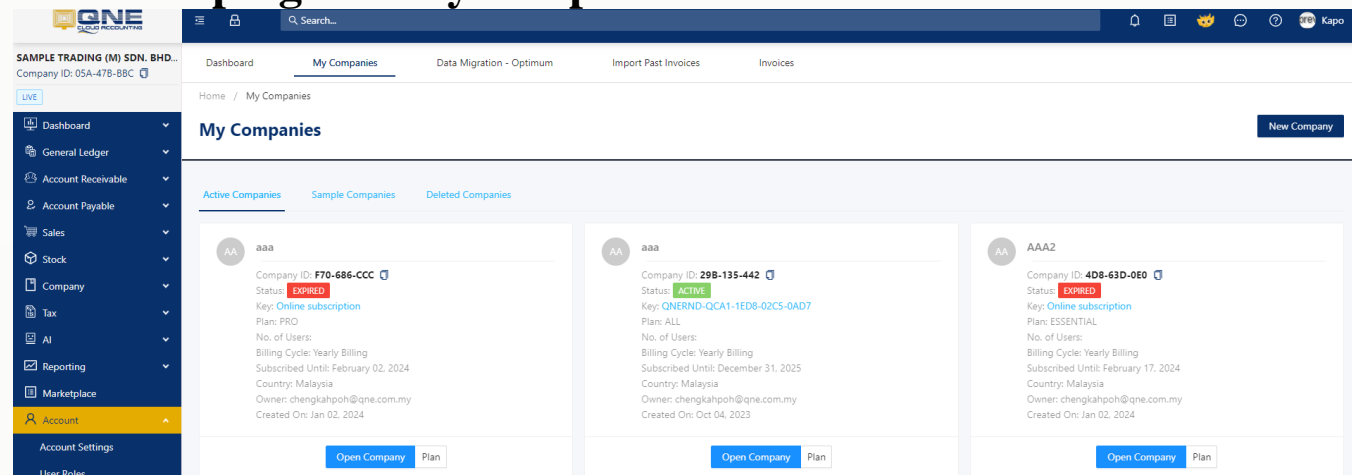 QNE
CLOUD ACCOUNTING
Search...
Kapo
SAMPLE TRADING (M) SDN. BHD...
Company ID: 05A-47B-BBC
LIVE
Dashboard
General Ledger
Account Receivable
Account Payable
Sales
Stock
Company
Tax
AI
Reporting
Marketplace
Account
Account Settings
User Roles
Dashboard My Companies Data Migration - Optimum Import Past Invoices Invoices
Home / My Companies
My Companies
New Company
Active Companies Sample Companies Deleted Companies
AA
aaa
Company ID: F70-686-CCC
Status: EXPIRED
Key: Online subscription
Plan: PRO
No. of Users:
Billing Cycle: Yearly Billing
Subscribed Until: February 02, 2024
Country: Malaysia
Owner: chengkahpoh@qne.com.my
Created On: Jan 02, 2024
Open Company Plan
AA
aaa
Company ID: 29B-135-442
Status: ACTIVE
Key: QNERND-QCA1-1ED8-02C5-0AD7
Plan: ALL
No. of Users:
Billing Cycle: Yearly Billing
Subscribed Until: December 31, 2025
Country: Malaysia
Owner: chengkahpoh@qne.com.my
Created On: Oct 04, 2023
Open Company Plan
AA
AAA2
Company ID: 4D8-63D-0E0
Status: EXPIRED
Key: Online subscription
Plan: ESSENTIAL
No. of Users:
Billing Cycle: Yearly Billing
Subscribed Until: February 17, 2024
Country: Malaysia
Owner: chengkahpoh@qne.com.my
Created On: Jan 02, 2024
Open Company Plan